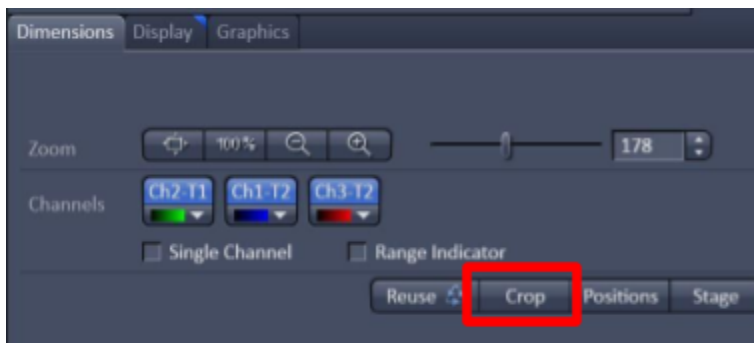 Dimensions Display Graphics
Zoom 100% 178
Channels Ch2-T1 Ch1-T2 Ch3-T2
Single Channel Range Indicator
Reuse Crop Positions Stage